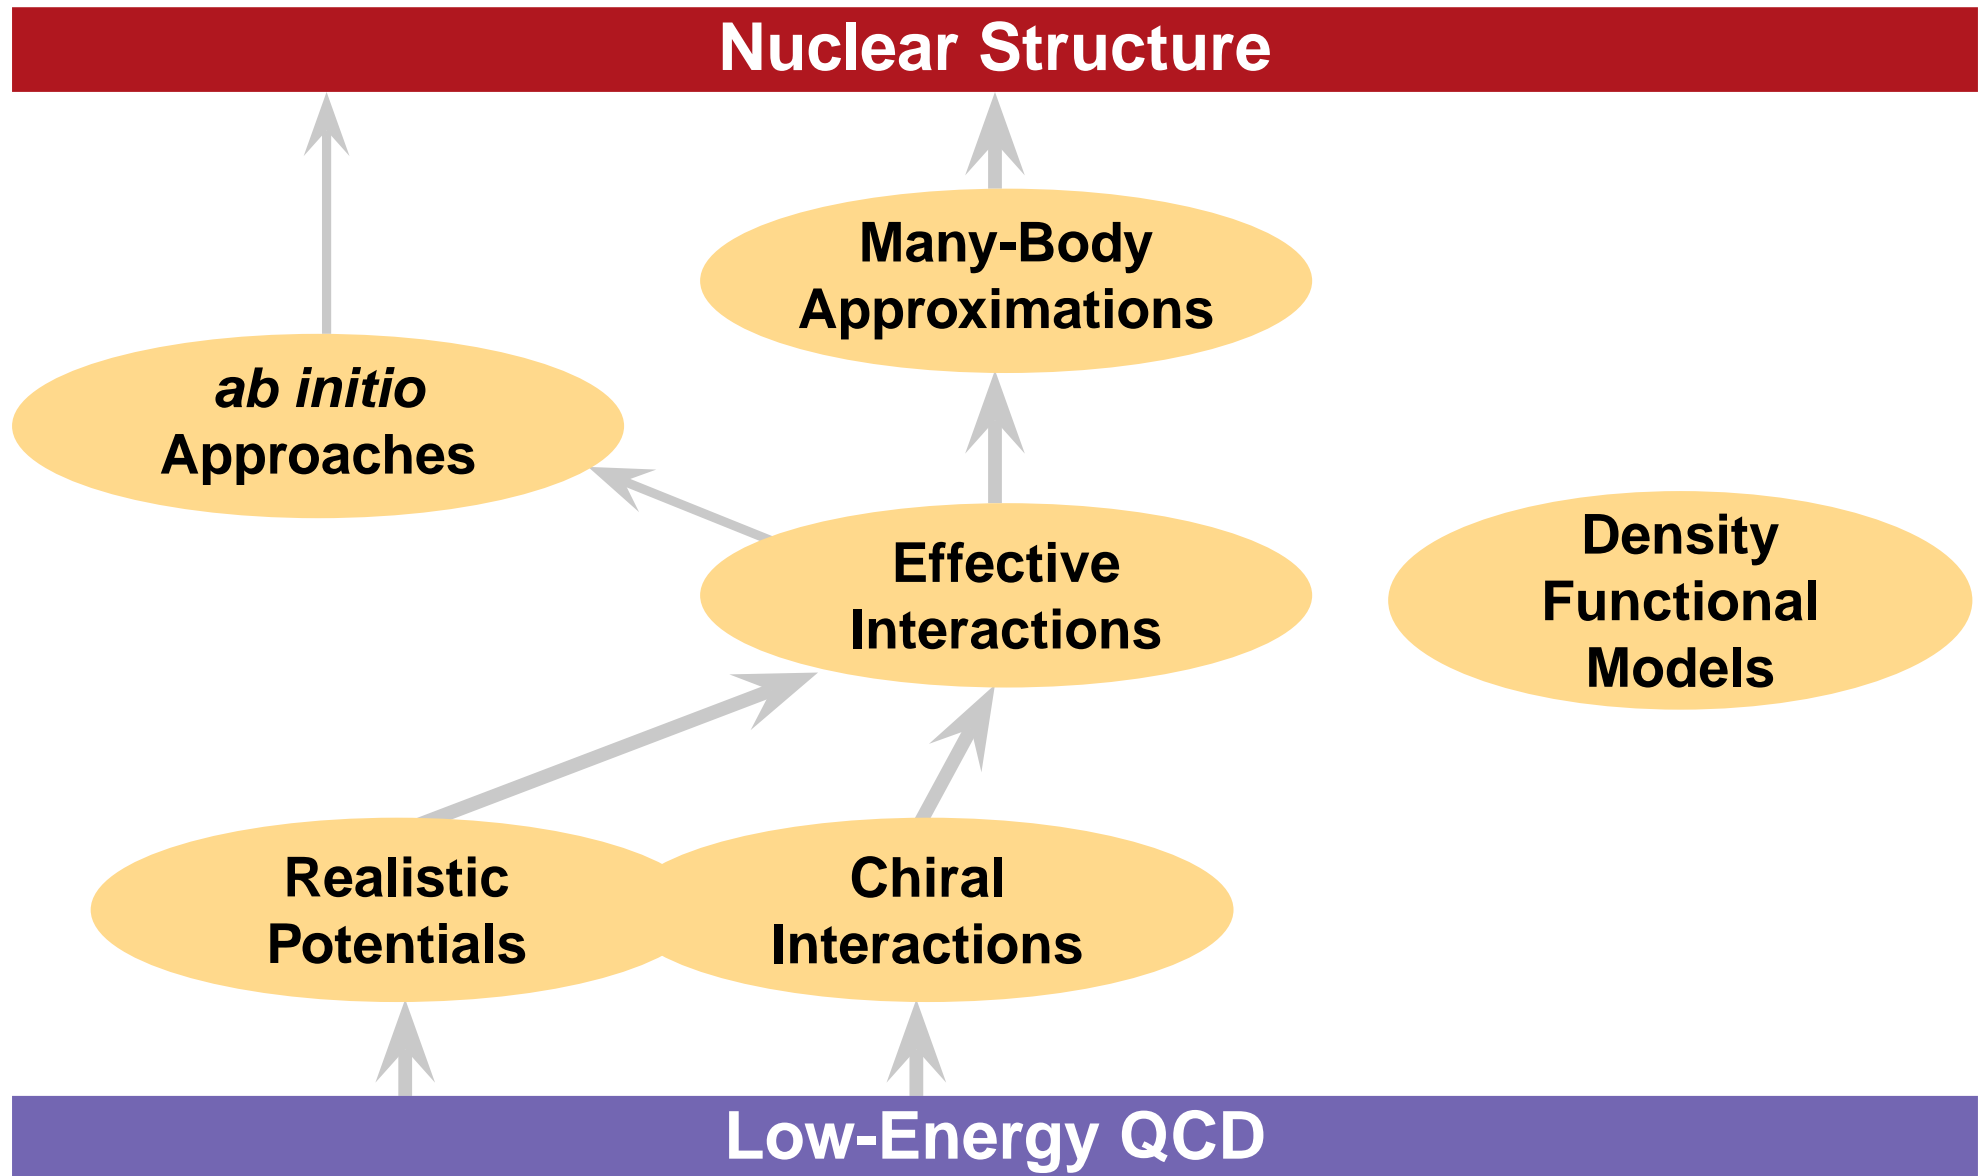 Nuclear Structure
Many-Body
Approximations
ab initio
Approaches
Effective
Interactions
Density
Functional
Models
Realistic
Potentials
Chiral
Interactions
Low-Energy QCD